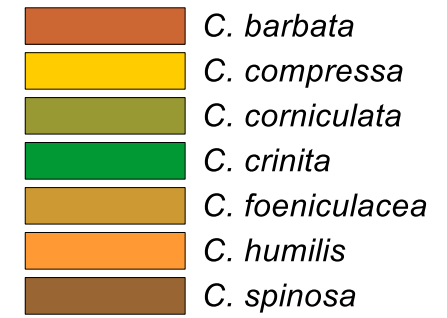 C. barbata
C. compressa
C. corniculata
C. crinita
C. foeniculacea
C. humilis
C. spinosa